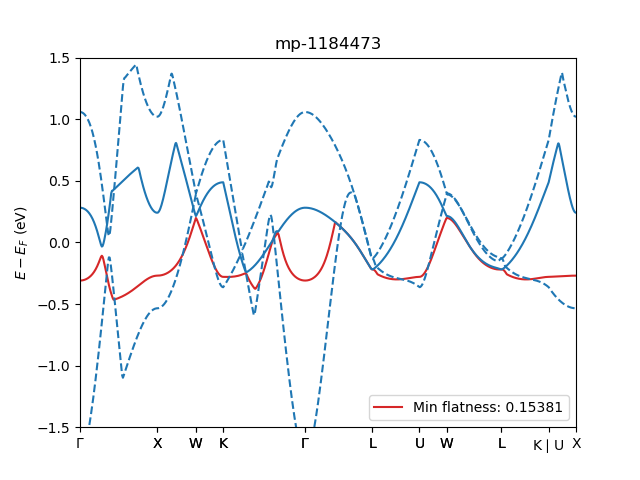 mp-1184473
E − E_F (eV)
1.5
1.0
0.5
0.0
−0.5
−1.0
−1.5
Min flatness: 0.15381
Γ X W K Γ L U W L K | U X